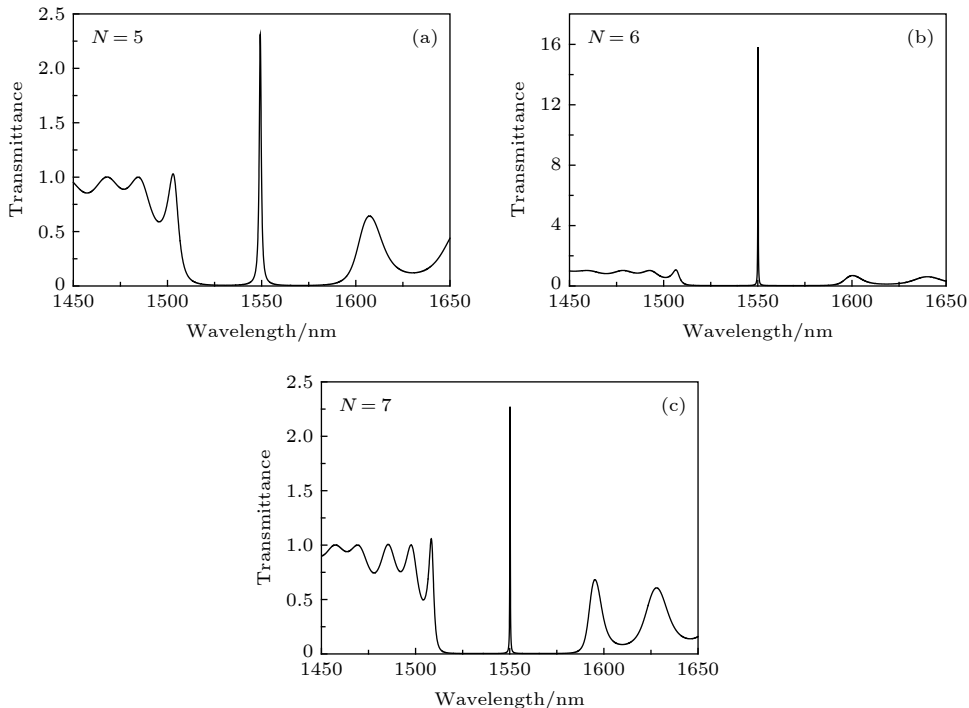 N = 5
(a)
2.5
2.0
1.5
1.0
0.5
0
Transmittance
1450 1500 1550 1600 1650
Wavelength/nm
N = 6
(b)
16
12
8
4
0
Transmittance
1450 1500 1550 1600 1650
Wavelength/nm
N = 7
(c)
2.5
2.0
1.5
1.0
0.5
0
Transmittance
1450 1500 1550 1600 1650
Wavelength/nm